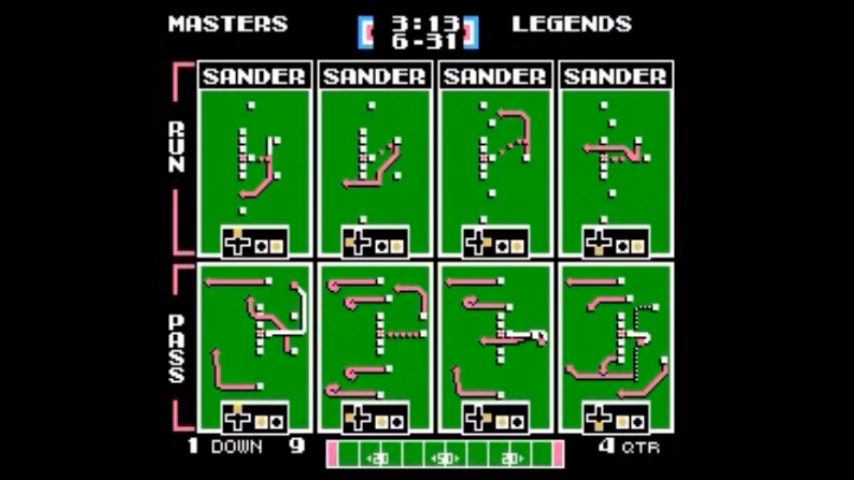 MASTERS 3:13 LEGENDS
6-31
SANDER SANDER SANDER SANDER
RUN
PASS
1 DOWN 9 4 QTR
20 50 20